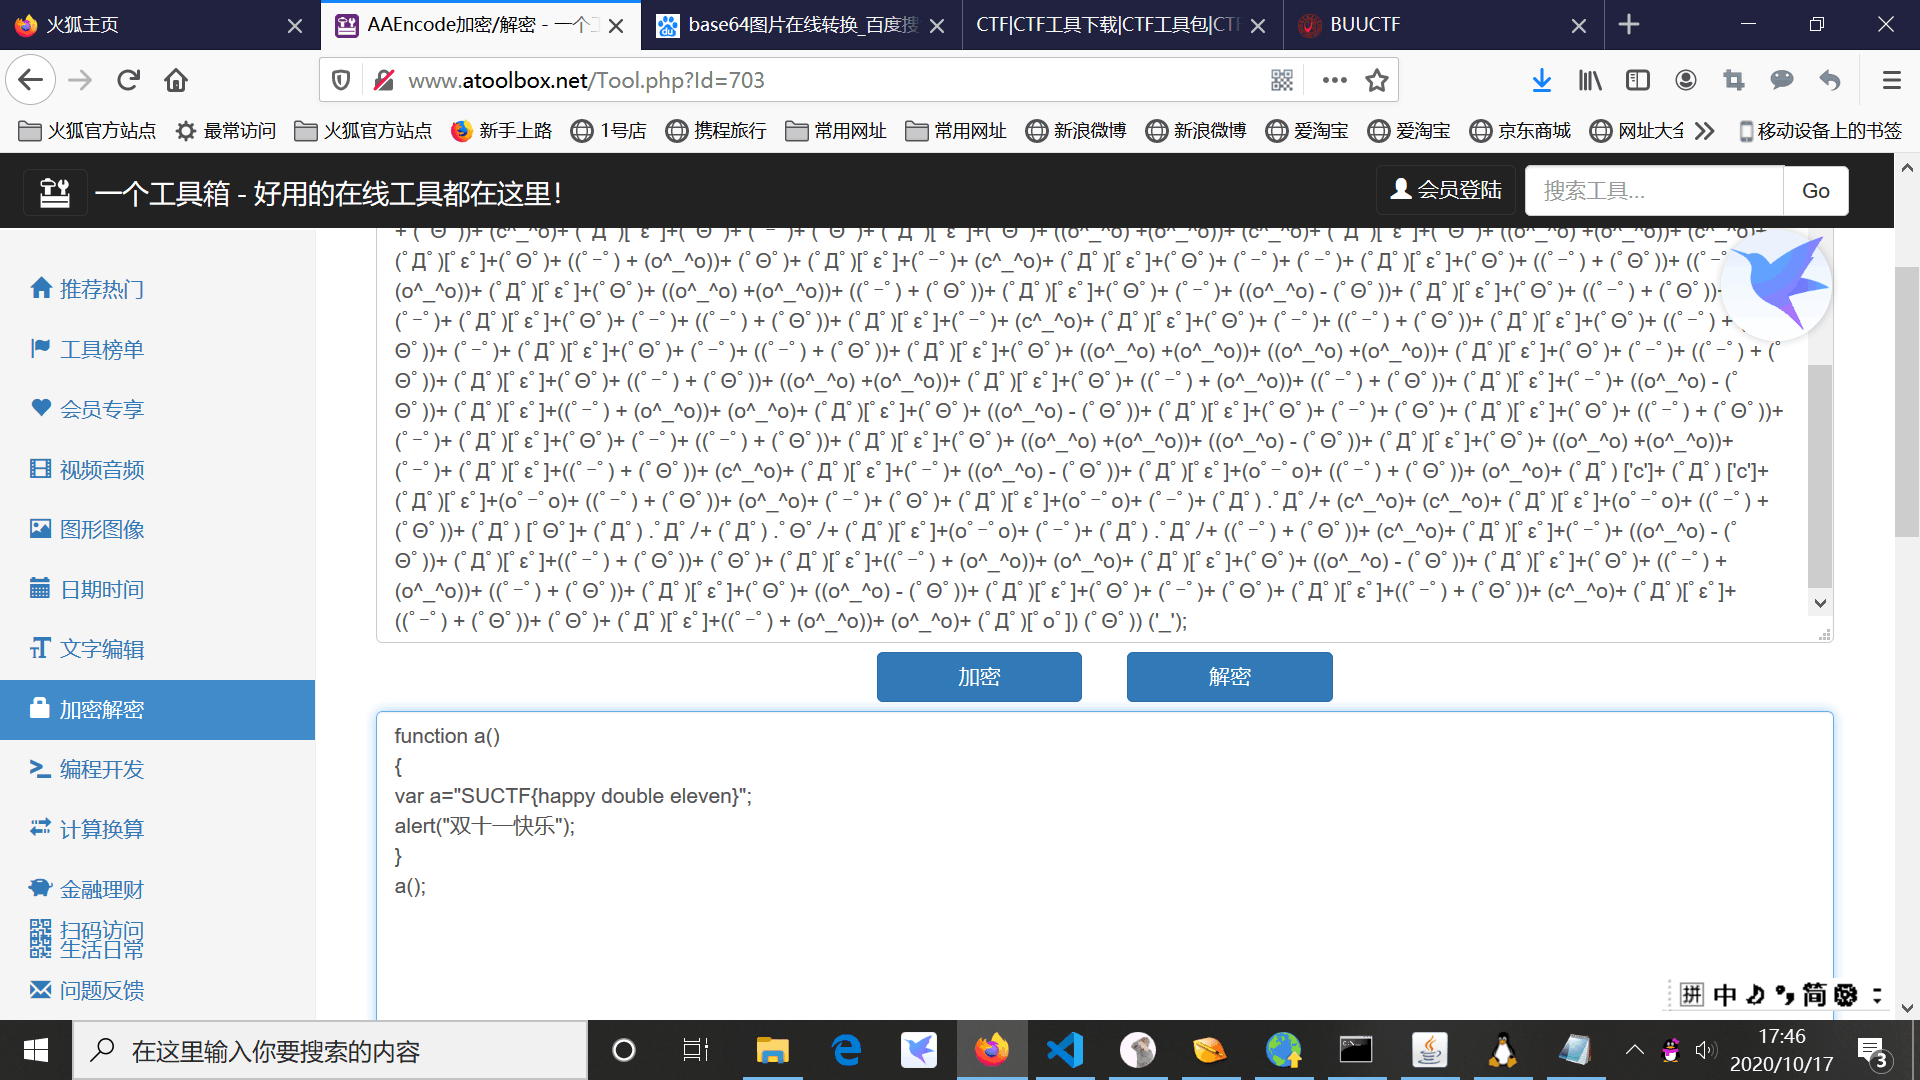 火狐主页
AAEncode加密/解密 - 一个工
base64图片在线转换_百度搜
CTF|CTF工具下载|CTF工具包|CTF
BUUCTF
www.atoolbox.net/Tool.php?Id=703
火狐官方站点
最常访问
火狐官方站点
新手上路
1号店
携程旅行
常用网址
常用网址
新浪微博
新浪微博
爱淘宝
爱淘宝
京东商城
网址大全
移动设备上的书签
一个工具箱 - 好用的在线工具都在这里！
会员登陆
搜索工具...
Go
推荐热门
工具榜单
会员专享
视频音频
图形图像
日期时间
文字编辑
加密解密
编程开发
计算换算
金融理财
扫码访问
生活日常
问题反馈
+ (ﾟΘﾟ))+ (c^_^o)+ (ﾟДﾟ)[ﾟεﾟ]+(ﾟΘﾟ)+ (ﾟｰﾟ)+ (ﾟΘﾟ)+ (ﾟДﾟ)[ﾟεﾟ]+(ﾟΘﾟ)+ ((o^_^o) +(o^_^o))+ (c^_^o)+ (ﾟДﾟ)[ﾟεﾟ]+(ﾟΘﾟ)+ ((o^_^o) +(o^_^o))+ (c^_^o)+
(ﾟДﾟ)[ﾟεﾟ]+(ﾟΘﾟ)+ ((ﾟｰﾟ) + (o^_^o))+ (ﾟΘﾟ)+ (ﾟДﾟ)[ﾟεﾟ]+(ﾟｰﾟ)+ (c^_^o)+ (ﾟДﾟ)[ﾟεﾟ]+(ﾟΘﾟ)+ (ﾟｰﾟ)+ (ﾟｰﾟ)+ (ﾟДﾟ)[ﾟεﾟ]+(ﾟΘﾟ)+ ((ﾟｰﾟ) + (ﾟΘﾟ))+ ((ﾟｰﾟ)
(o^_^o))+ (ﾟДﾟ)[ﾟεﾟ]+(ﾟΘﾟ)+ ((o^_^o) +(o^_^o))+ ((ﾟｰﾟ) + (ﾟΘﾟ))+ (ﾟДﾟ)[ﾟεﾟ]+(ﾟΘﾟ)+ (ﾟｰﾟ)+ ((o^_^o) - (ﾟΘﾟ))+ (ﾟДﾟ)[ﾟεﾟ]+(ﾟΘﾟ)+ ((ﾟｰﾟ) + (ﾟΘﾟ))+
(ﾟｰﾟ)+ (ﾟДﾟ)[ﾟεﾟ]+(ﾟΘﾟ)+ (ﾟｰﾟ)+ ((ﾟｰﾟ) + (ﾟΘﾟ))+ (ﾟДﾟ)[ﾟεﾟ]+(ﾟｰﾟ)+ (c^_^o)+ (ﾟДﾟ)[ﾟεﾟ]+(ﾟΘﾟ)+ (ﾟｰﾟ)+ ((ﾟｰﾟ) + (ﾟΘﾟ))+ (ﾟДﾟ)[ﾟεﾟ]+(ﾟΘﾟ)+ ((ﾟｰﾟ) + (
Θﾟ))+ (ﾟｰﾟ)+ (ﾟДﾟ)[ﾟεﾟ]+(ﾟΘﾟ)+ (ﾟｰﾟ)+ ((ﾟｰﾟ) + (ﾟΘﾟ))+ (ﾟДﾟ)[ﾟεﾟ]+(ﾟΘﾟ)+ ((o^_^o) +(o^_^o))+ ((o^_^o) +(o^_^o))+ (ﾟДﾟ)[ﾟεﾟ]+(ﾟΘﾟ)+ (ﾟｰﾟ)+ ((ﾟｰﾟ) + (ﾟ
Θﾟ))+ (ﾟДﾟ)[ﾟεﾟ]+(ﾟΘﾟ)+ ((ﾟｰﾟ) + (ﾟΘﾟ))+ ((o^_^o) +(o^_^o))+ (ﾟДﾟ)[ﾟεﾟ]+(ﾟΘﾟ)+ ((ﾟｰﾟ) + (o^_^o))+ ((ﾟｰﾟ) + (ﾟΘﾟ))+ (ﾟДﾟ)[ﾟεﾟ]+(ﾟｰﾟ)+ ((o^_^o) - (ﾟ
Θﾟ))+ (ﾟДﾟ)[ﾟεﾟ]+((ﾟｰﾟ) + (o^_^o))+ (o^_^o)+ (ﾟДﾟ)[ﾟεﾟ]+(ﾟΘﾟ)+ ((o^_^o) - (ﾟΘﾟ))+ (ﾟДﾟ)[ﾟεﾟ]+(ﾟΘﾟ)+ (ﾟｰﾟ)+ (ﾟΘﾟ)+ (ﾟДﾟ)[ﾟεﾟ]+(ﾟΘﾟ)+ ((ﾟｰﾟ) + (ﾟΘﾟ))+
(ﾟｰﾟ)+ (ﾟДﾟ)[ﾟεﾟ]+(ﾟΘﾟ)+ (ﾟｰﾟ)+ ((ﾟｰﾟ) + (ﾟΘﾟ))+ (ﾟДﾟ)[ﾟεﾟ]+(ﾟΘﾟ)+ ((o^_^o) +(o^_^o))+ ((o^_^o) - (ﾟΘﾟ))+ (ﾟДﾟ)[ﾟεﾟ]+(ﾟΘﾟ)+ ((o^_^o) +(o^_^o))+
(ﾟｰﾟ)+ (ﾟДﾟ)[ﾟεﾟ]+((ﾟｰﾟ) + (ﾟΘﾟ))+ (c^_^o)+ (ﾟДﾟ)[ﾟεﾟ]+(ﾟｰﾟ)+ ((o^_^o) - (ﾟΘﾟ))+ (ﾟДﾟ)[ﾟεﾟ]+(oﾟｰﾟo)+ ((ﾟｰﾟ) + (ﾟΘﾟ))+ (o^_^o)+ (ﾟДﾟ) ['c']+ (ﾟДﾟ) ['c']+
(ﾟДﾟ)[ﾟεﾟ]+(oﾟｰﾟo)+ ((ﾟｰﾟ) + (ﾟΘﾟ))+ (o^_^o)+ (ﾟｰﾟ)+ (ﾟΘﾟ)+ (ﾟДﾟ)[ﾟεﾟ]+(oﾟｰﾟo)+ (ﾟｰﾟ)+ (ﾟДﾟ) .ﾟДﾟﾉ+ (c^_^o)+ (c^_^o)+ (ﾟДﾟ)[ﾟεﾟ]+(oﾟｰﾟo)+ ((ﾟｰﾟ) +
(ﾟΘﾟ))+ (ﾟДﾟ) [ﾟΘﾟ]+ (ﾟДﾟ) .ﾟДﾟﾉ+ (ﾟДﾟ) .ﾟΘﾟﾉ+ (ﾟДﾟ)[ﾟεﾟ]+(oﾟｰﾟo)+ (ﾟｰﾟ)+ (ﾟДﾟ) .ﾟДﾟﾉ+ ((ﾟｰﾟ) + (ﾟΘﾟ))+ (c^_^o)+ (ﾟДﾟ)[ﾟεﾟ]+(ﾟｰﾟ)+ ((o^_^o) - (ﾟ
Θﾟ))+ (ﾟДﾟ)[ﾟεﾟ]+((ﾟｰﾟ) + (ﾟΘﾟ))+ (ﾟΘﾟ)+ (ﾟДﾟ)[ﾟεﾟ]+((ﾟｰﾟ) + (o^_^o))+ (o^_^o)+ (ﾟДﾟ)[ﾟεﾟ]+(ﾟΘﾟ)+ ((o^_^o) - (ﾟΘﾟ))+ (ﾟДﾟ)[ﾟεﾟ]+(ﾟΘﾟ)+ ((ﾟｰﾟ) +
(o^_^o))+ ((ﾟｰﾟ) + (ﾟΘﾟ))+ (ﾟДﾟ)[ﾟεﾟ]+(ﾟΘﾟ)+ ((o^_^o) - (ﾟΘﾟ))+ (ﾟДﾟ)[ﾟεﾟ]+(ﾟΘﾟ)+ (ﾟｰﾟ)+ (ﾟΘﾟ)+ (ﾟДﾟ)[ﾟεﾟ]+((ﾟｰﾟ) + (ﾟΘﾟ))+ (c^_^o)+ (ﾟДﾟ)[ﾟεﾟ]+
((ﾟｰﾟ) + (ﾟΘﾟ))+ (ﾟΘﾟ)+ (ﾟДﾟ)[ﾟεﾟ]+((ﾟｰﾟ) + (o^_^o))+ (o^_^o)+ (ﾟДﾟ)[ﾟoﾟ]) (ﾟΘﾟ)) ('_');
加密
解密
function a()
{
var a="SUCTF{happy double eleven}";
alert("双十一快乐");
}
a();
拼 中 简
在这里输入你要搜索的内容
17:46
2020/10/17
3